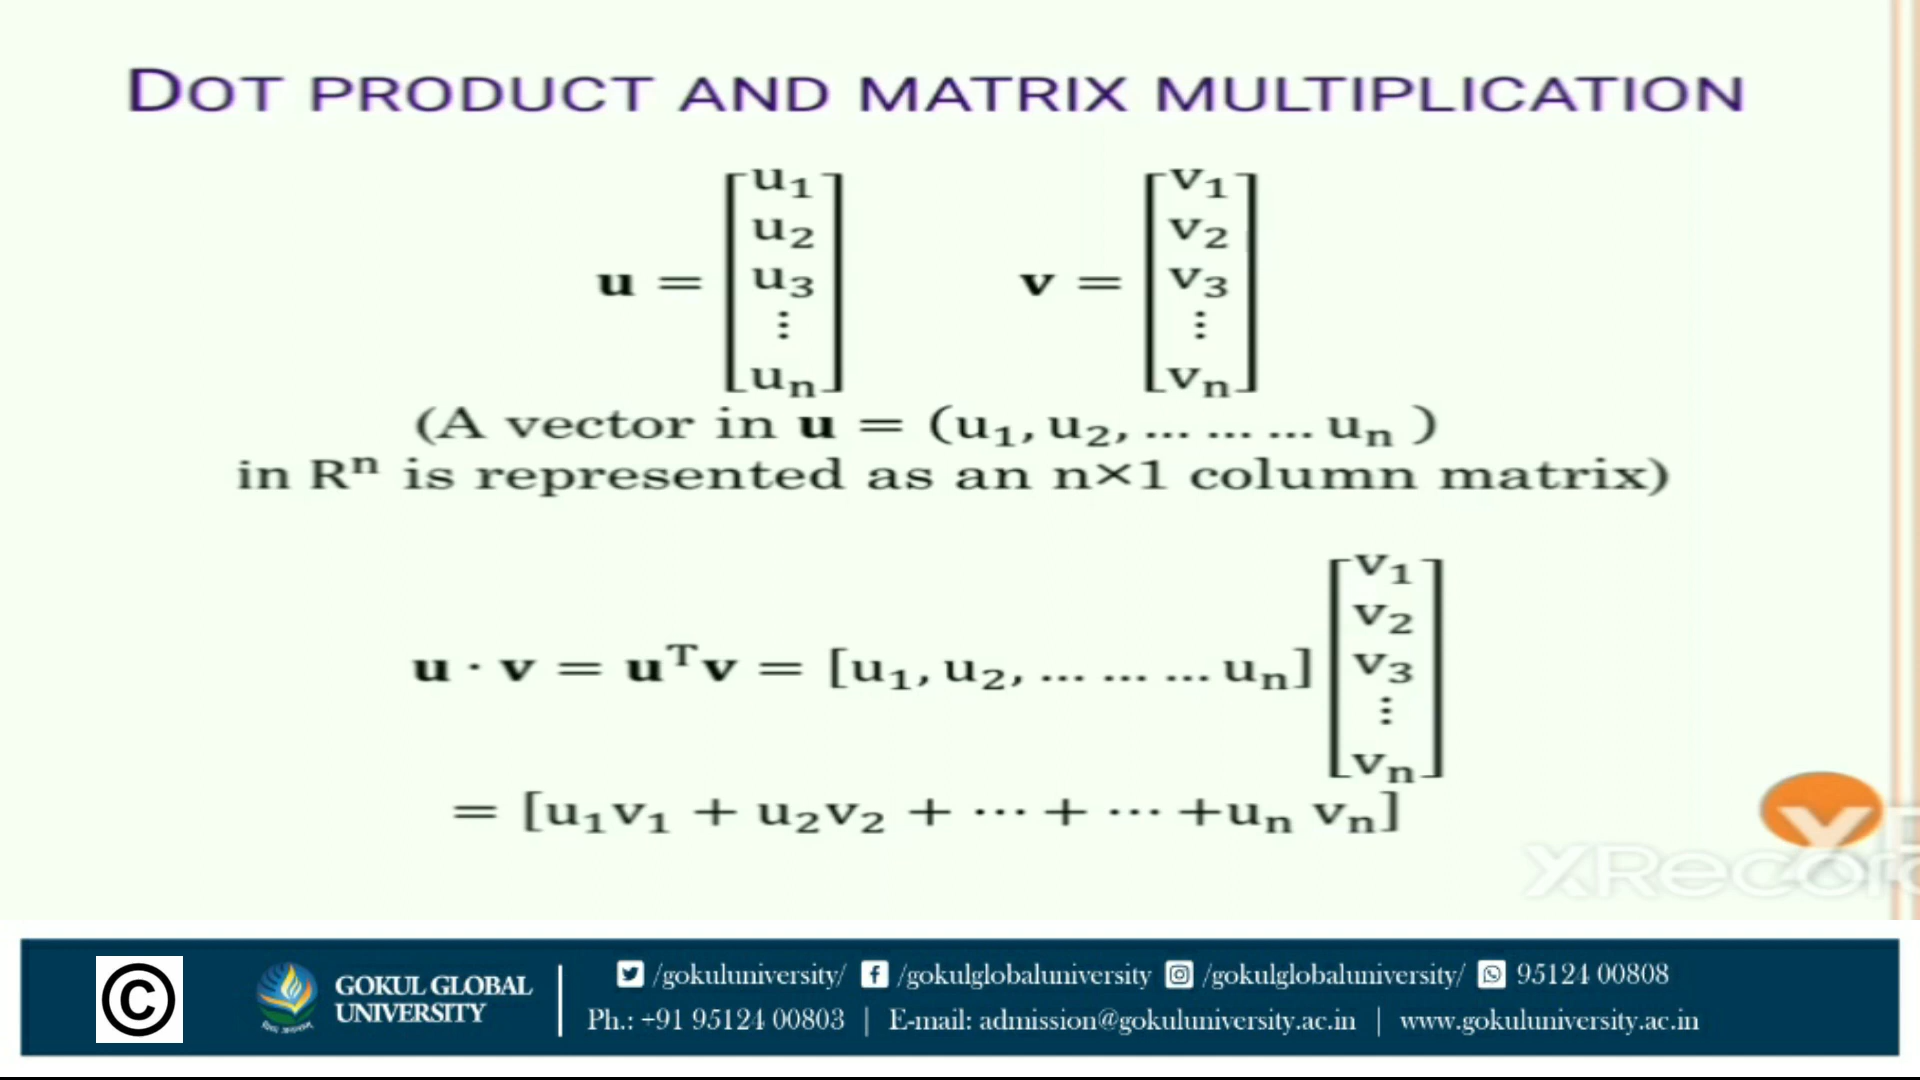 DOT PRODUCT AND MATRIX MULTIPLICATION
u = [u₁ u₂ u₃ ⋮ uₙ] v = [v₁ v₂ v₃ ⋮ vₙ]
(A vector in u = (u₁, u₂, ... ... ... uₙ )
in Rⁿ is represented as an n×1 column matrix)
u · v = uᵀv = [u₁, u₂, ... ... ... uₙ] [v₁ v₂ v₃ ⋮ vₙ]
= [u₁v₁ + u₂v₂ + ··· + ··· +uₙ vₙ]
©
GOKUL GLOBAL
UNIVERSITY
/gokuluniversity/ /gokulglobaluniversity /gokulglobaluniversity/ 95124 00808
Ph.: +91 95124 00803 | E-mail: admission@gokuluniversity.ac.in | www.gokuluniversity.ac.in